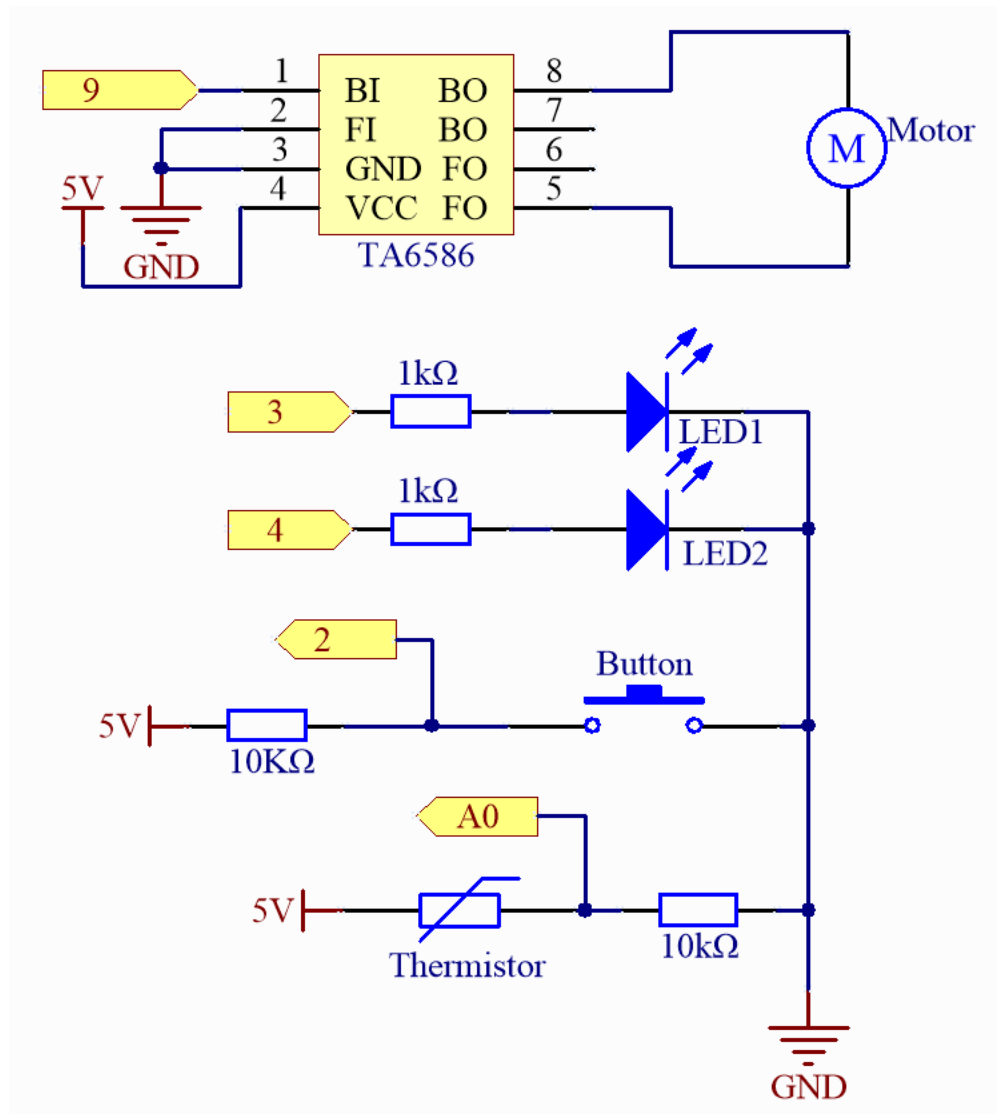 9
1
2
3
4
BI BO
FI BO
GND FO
VCC FO
8
7
6
5
TA6586
5V
GND
M
Motor
1kΩ
3
LED1
1kΩ
4
LED2
2
Button
5V
10KΩ
A0
5V
Thermistor
10kΩ
GND